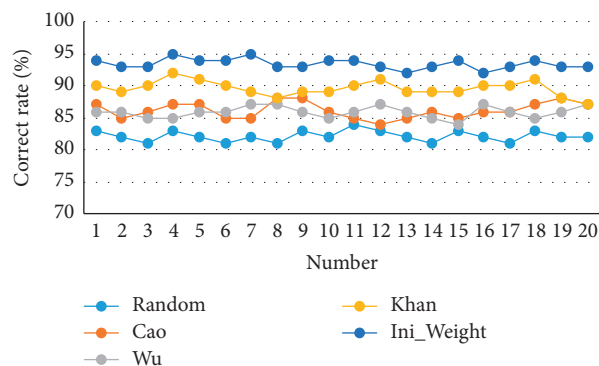 Correct rate (%)
100
95
90
85
80
75
70
1 2 3 4 5 6 7 8 9 10 11 12 13 14 15 16 17 18 19 20
Number
Random
Cao
Wu
Khan
Ini_Weight